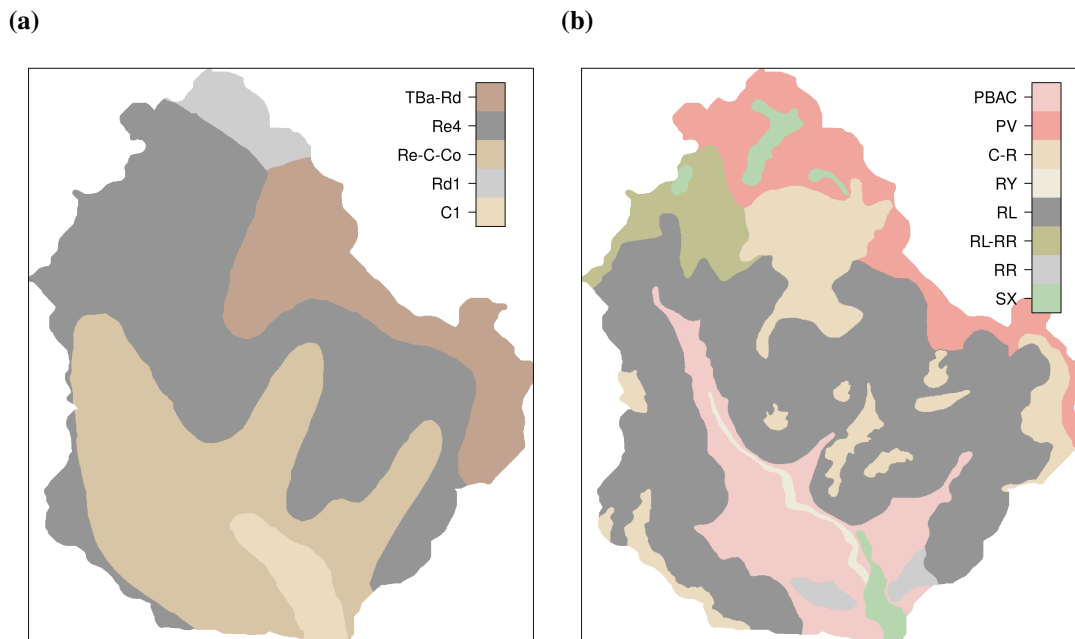 (a)
TBa-Rd
Re4
Re-C-Co
Rd1
C1
(b)
PBAC
PV
C-R
RY
RL
RL-RR
RR
SX